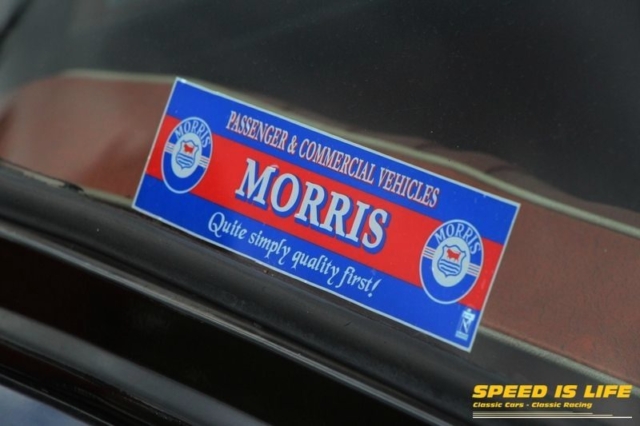 PASSENGER & COMMERCIAL VEHICLES
MORRIS
MORRIS
MORRIS
Quite simply quality first!
SPEED IS LIFE
Classic Cars - Classic Racing